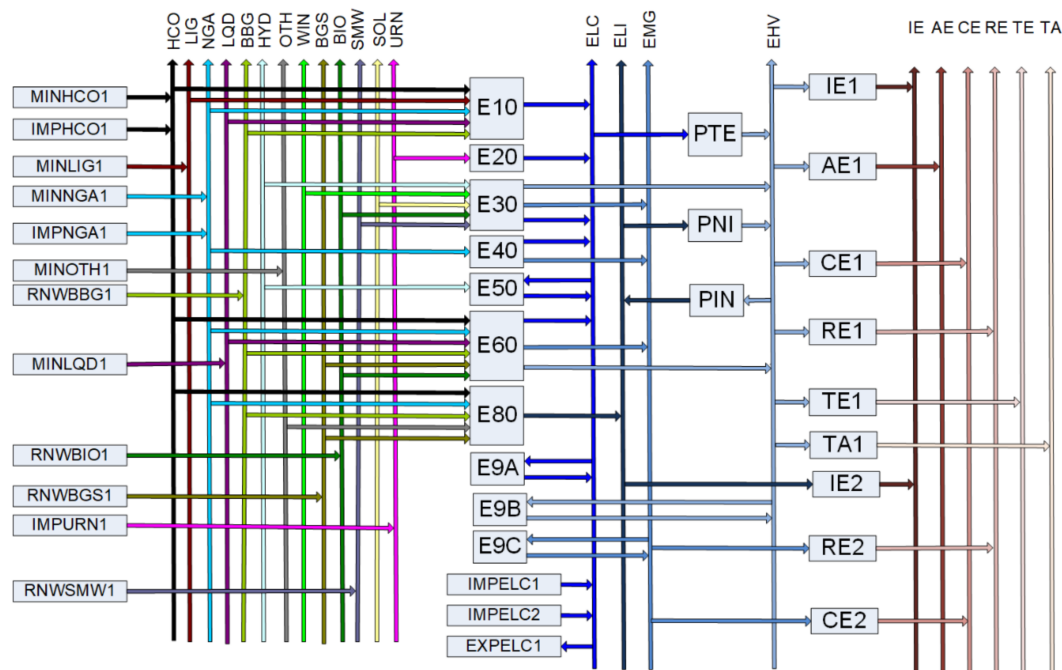 HCO LIG NGA LQD BBG HYD OTH WIN BGS BIO SMW SOL URN ELC ELI EMG EHV IE AE CE RE TE TA
MINHCO1
IMPHCO1
MINLIG1
MINNGA1
IMPNGA1
MINOTH1
RNWBBG1
MINLQD1
RNWBIO1
RNWBGS1
IMPURN1
RNWSMW1
E10
E20
E30
E40
E50
E60
E80
E9A
E9B
E9C
IMPELC1
IMPELC2
EXPELC1
PTE
PNI
PIN
IE1
AE1
CE1
RE1
TE1
TA1
IE2
RE2
CE2